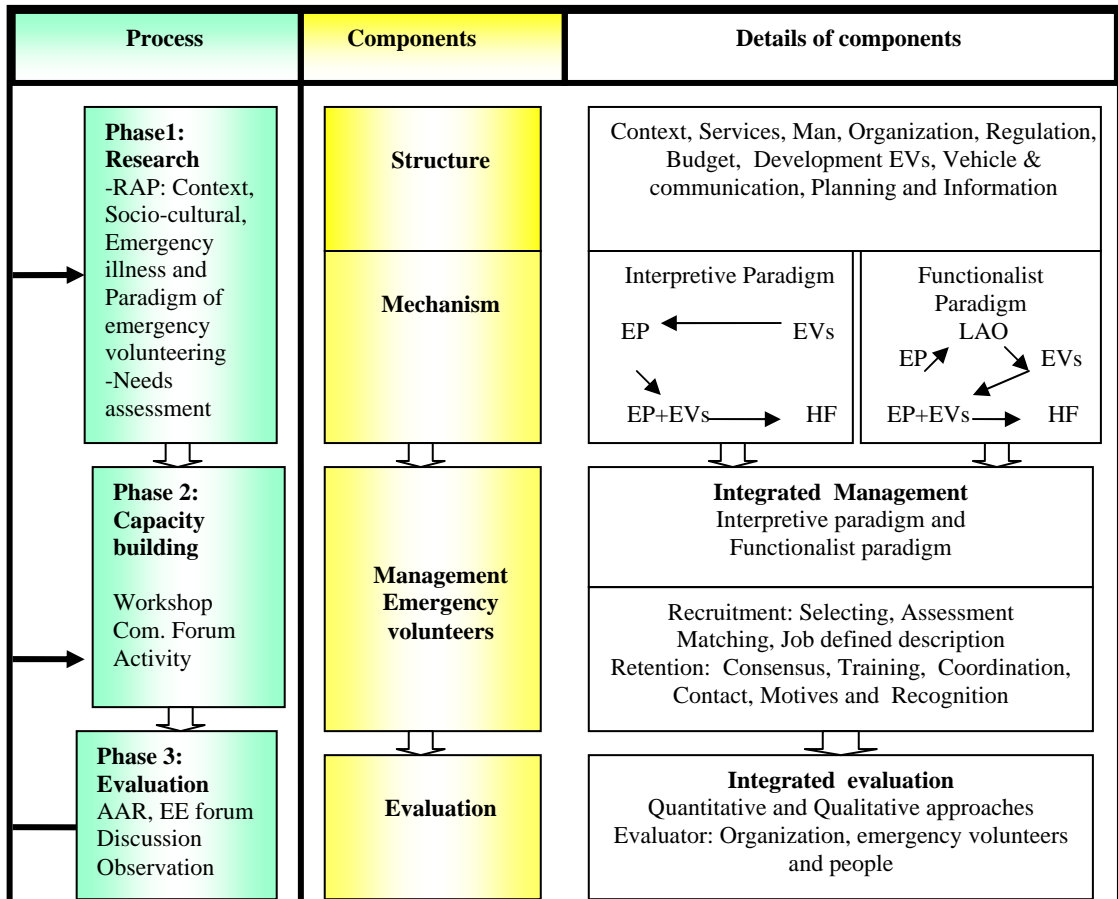 Process
Components
Details of components
Phase1:
Research
-RAP: Context,
Socio-cultural,
Emergency
illness and
Paradigm of
emergency
volunteering
-Needs
assessment
Structure
Context, Services, Man, Organization, Regulation,
Budget, Development EVs, Vehicle &
communication, Planning and Information
Mechanism
Interpretive Paradigm
EP
EVs
EP+EVs
HF
Functionalist
Paradigm
LAO
EP
EVs
EP+EVs
HF
Phase 2:
Capacity
building
Workshop
Com. Forum
Activity
Management
Emergency
volunteers
Integrated Management
Interpretive paradigm and
Functionalist paradigm
Recruitment: Selecting, Assessment
Matching, Job defined description
Retention: Consensus, Training, Coordination,
Contact, Motives and Recognition
Phase 3:
Evaluation
AAR, EE forum
Discussion
Observation
Evaluation
Integrated evaluation
Quantitative and Qualitative approaches
Evaluator: Organization, emergency volunteers
and people